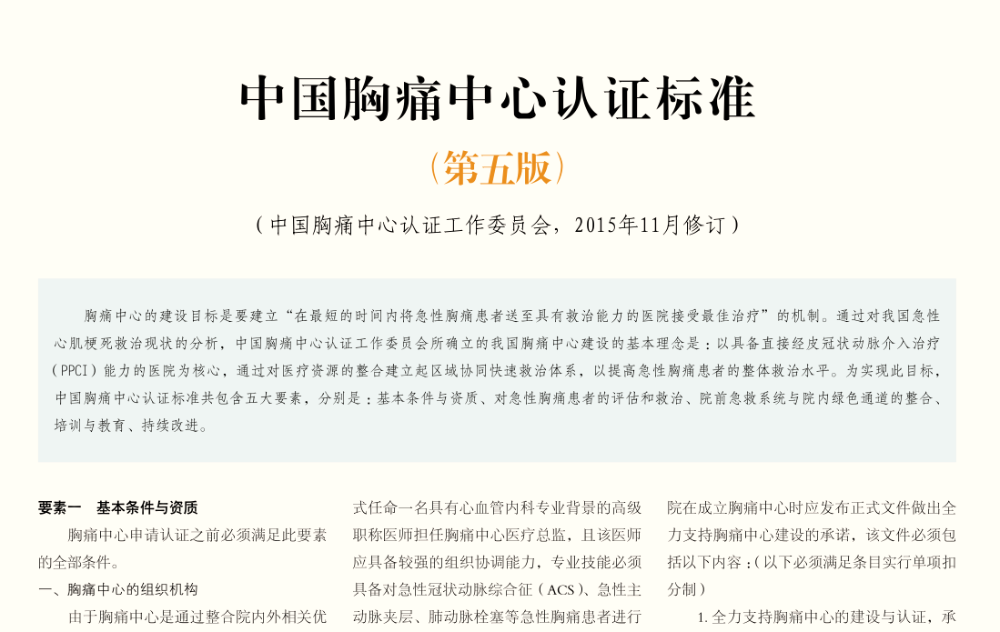 中国胸痛中心认证标准
（第五版）
（中国胸痛中心认证工作委员会，2015年11月修订）
胸痛中心的建设目标是要建立“在最短的时间内将急性胸痛患者送至具有救治能力的医院接受最佳治疗”的机制。通过对我国急性
心肌梗死救治现状的分析，中国胸痛中心认证工作委员会所确立的我国胸痛中心建设的基本理念是：以具备直接经皮冠状动脉介入治疗
（PPCI）能力的医院为核心，通过对医疗资源的整合建立起区域协同快速救治体系，以提高急性胸痛患者的整体救治水平。为实现此目标，
中国胸痛中心认证标准共包含五大要素，分别是：基本条件与资质、对急性胸痛患者的评估和救治、院前急救系统与院内绿色通道的整合、
培训与教育、持续改进。
要素一　基本条件与资质
胸痛中心申请认证之前必须满足此要素
的全部条件。
一、胸痛中心的组织机构
由于胸痛中心是通过整合院内外相关优
式任命一名具有心血管内科专业背景的高级
职称医师担任胸痛中心医疗总监，且该医师
应具备较强的组织协调能力，专业技能必须
具备对急性冠状动脉综合征（ACS）、急性主
动脉夹层、肺动脉栓塞等急性胸痛患者进行
院在成立胸痛中心时应发布正式文件做出全
力支持胸痛中心建设的承诺，该文件必须包
括以下内容：（以下必须满足条目实行单项扣
分制）
1. 全力支持胸痛中心的建设与认证，承